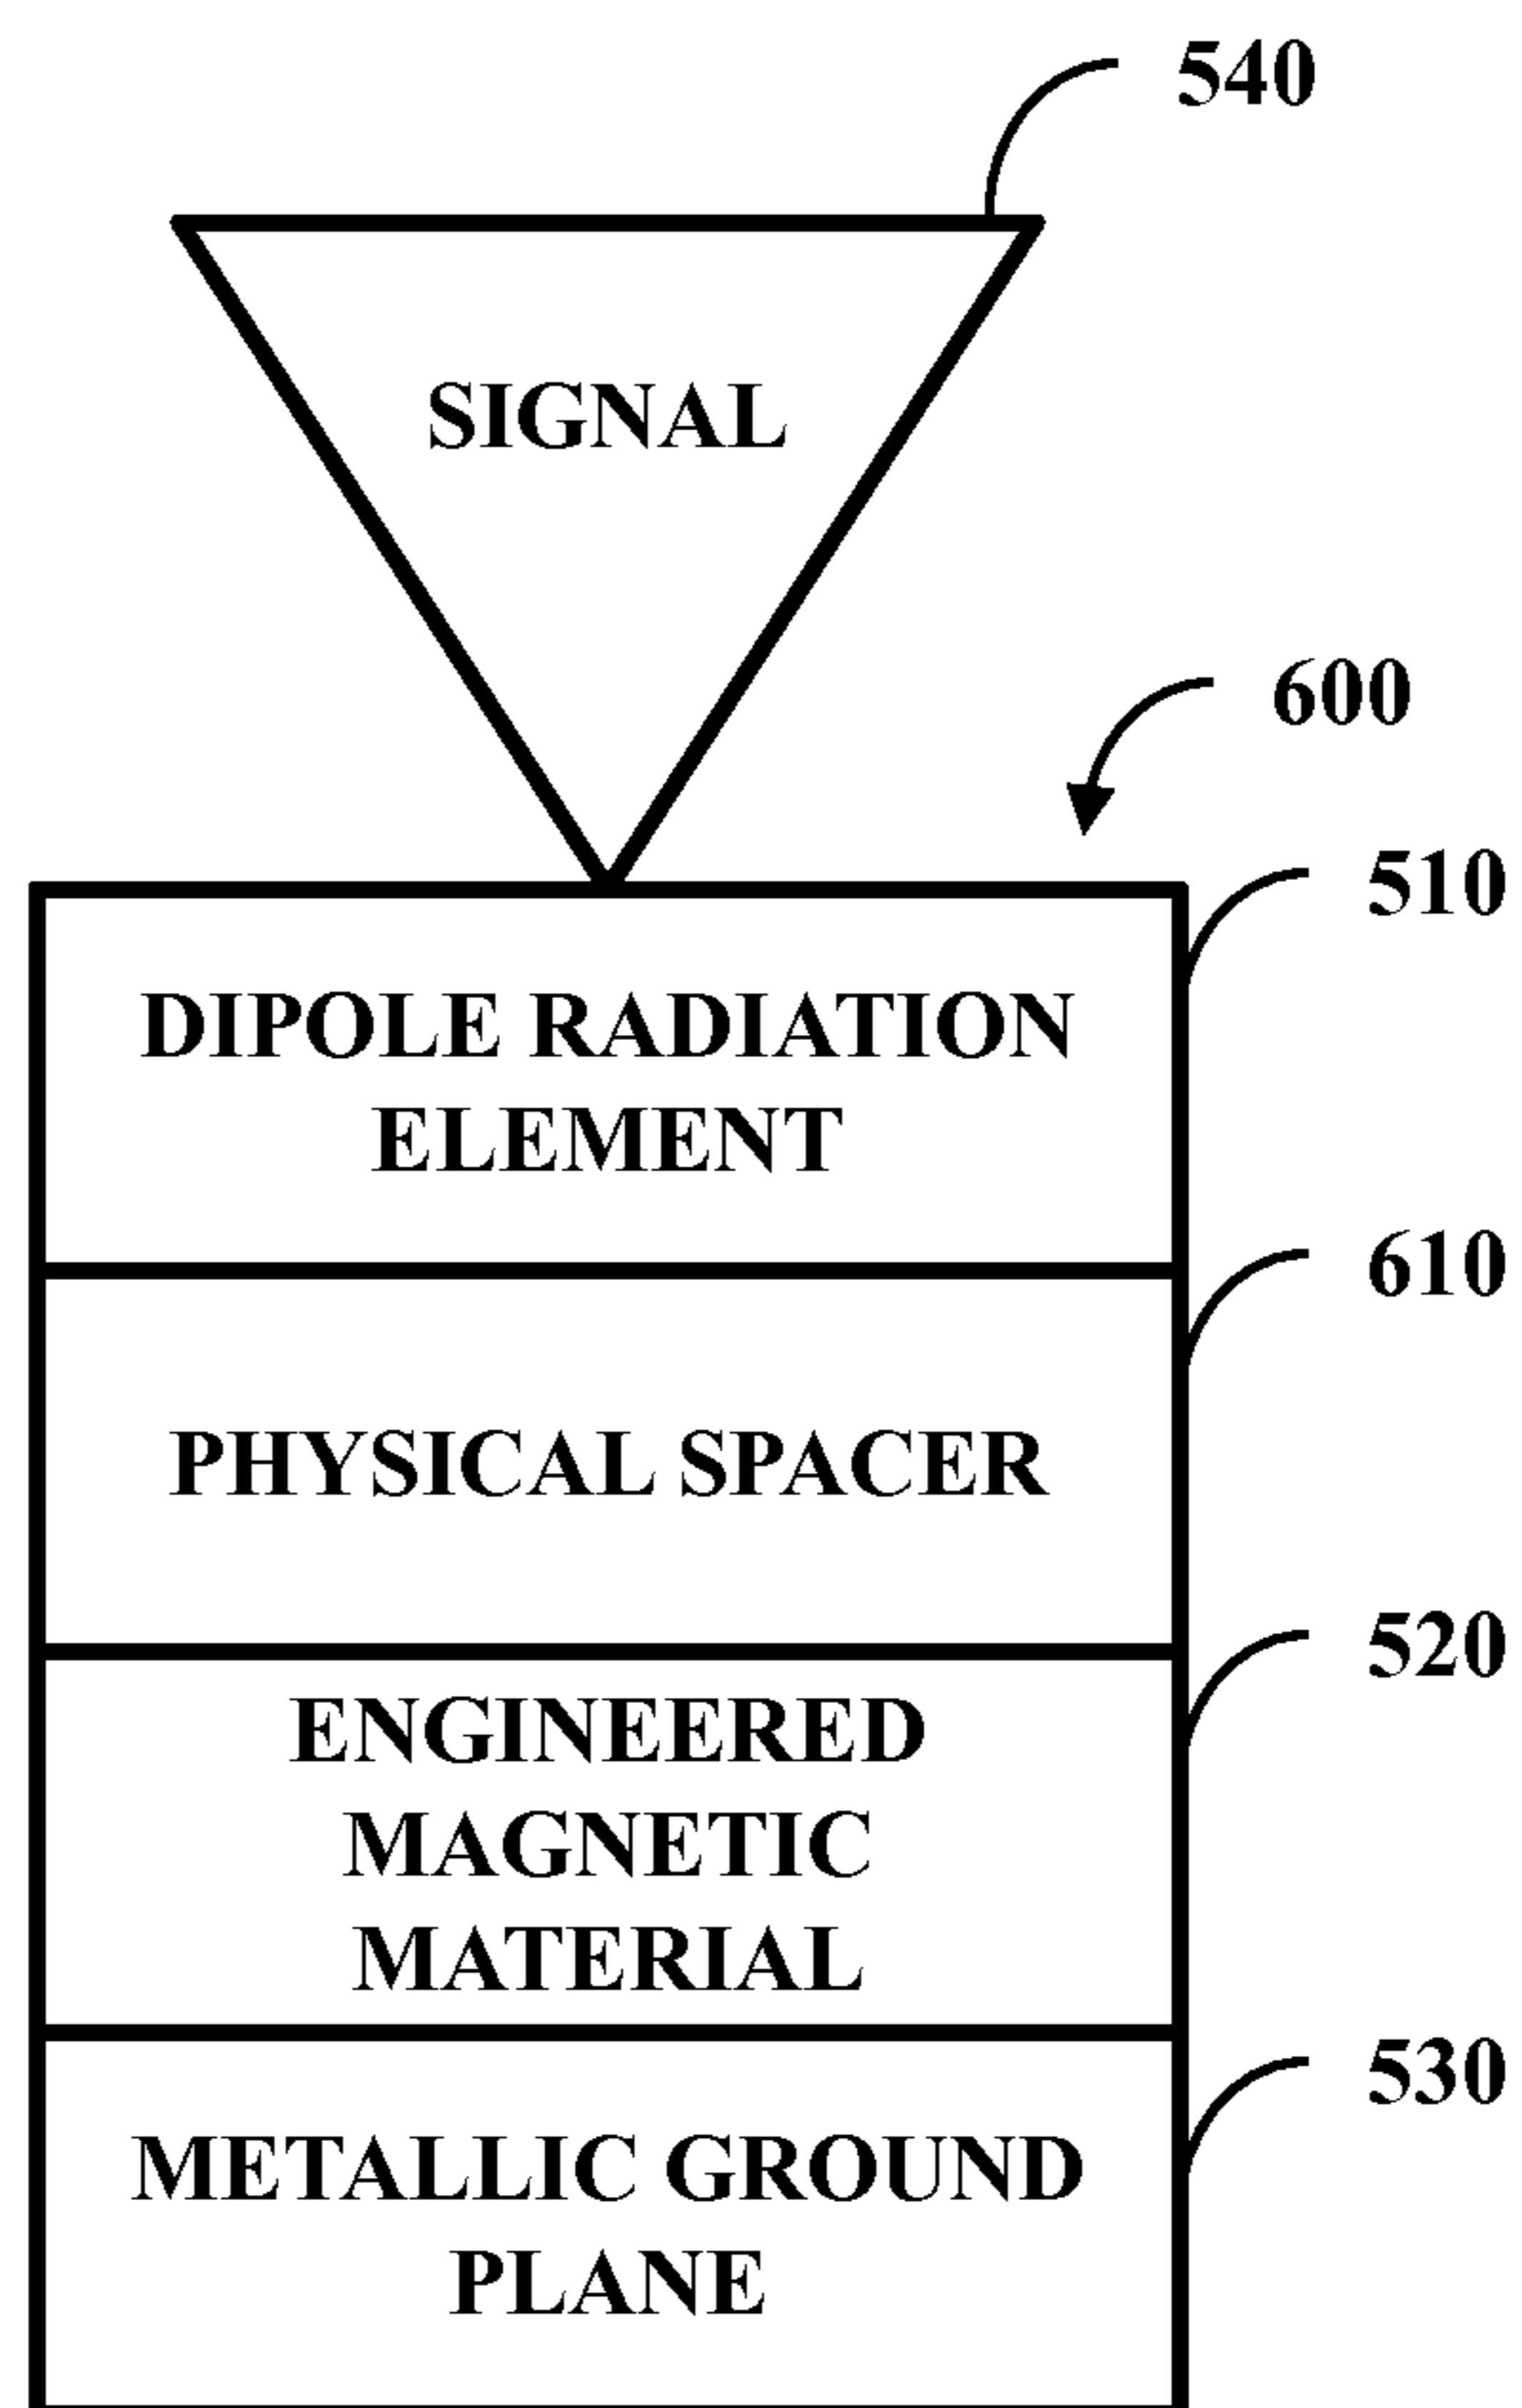 540
SIGNAL
600
510
DIPOLE RADIATION
ELEMENT
610
PHYSICAL SPACER
520
ENGINEERED
MAGNETIC
MATERIAL
530
METALLIC GROUND
PLANE